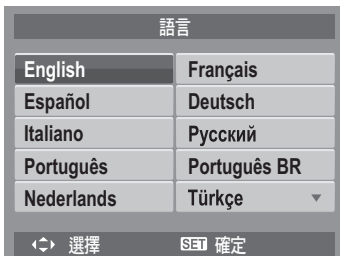 語言
English Français
Español Deutsch
Italiano Русский
Português Português BR
Nederlands Türkçe
選擇 SET 確定